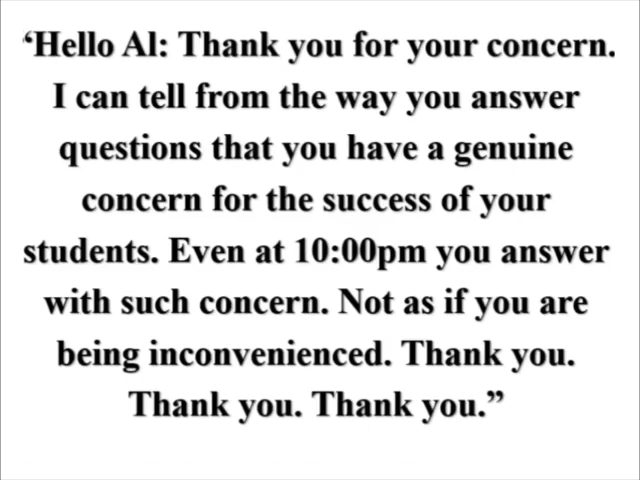 “Hello Al: Thank you for your concern.
I can tell from the way you answer
questions that you have a genuine
concern for the success of your
students. Even at 10:00pm you answer
with such concern. Not as if you are
being inconvenienced. Thank you.
Thank you. Thank you.”